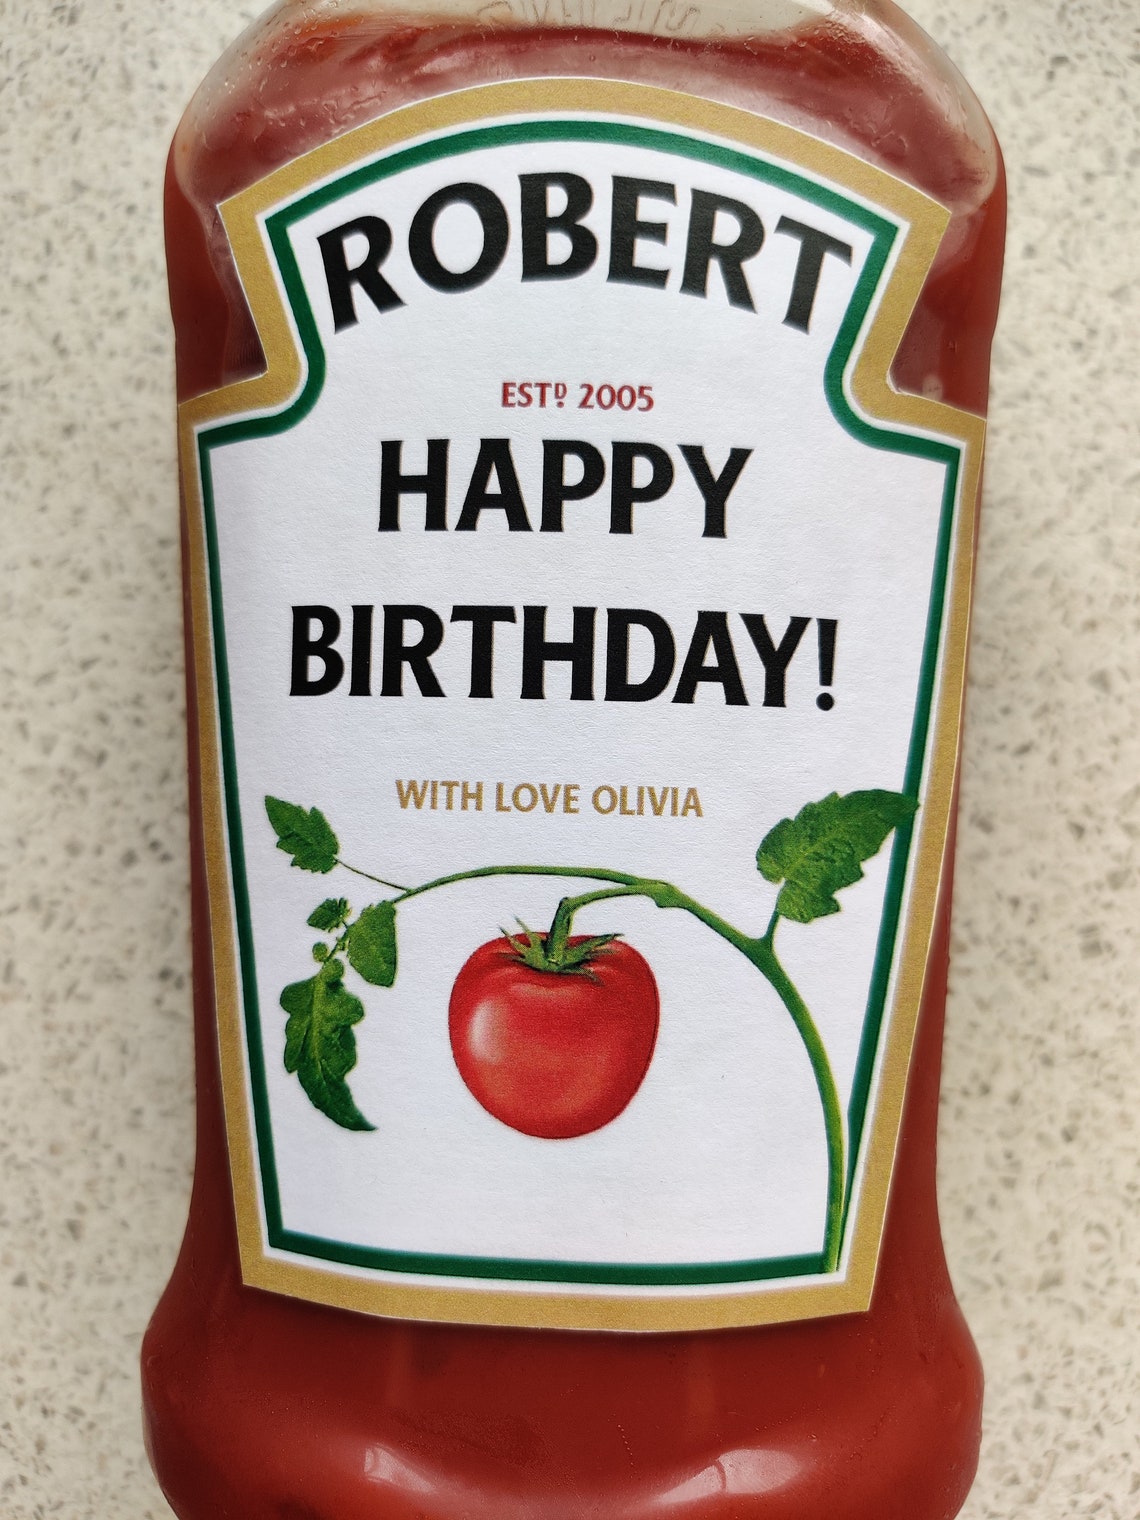 ROBERT
ESTD 2005
HAPPY
BIRTHDAY!
WITH LOVE OLIVIA